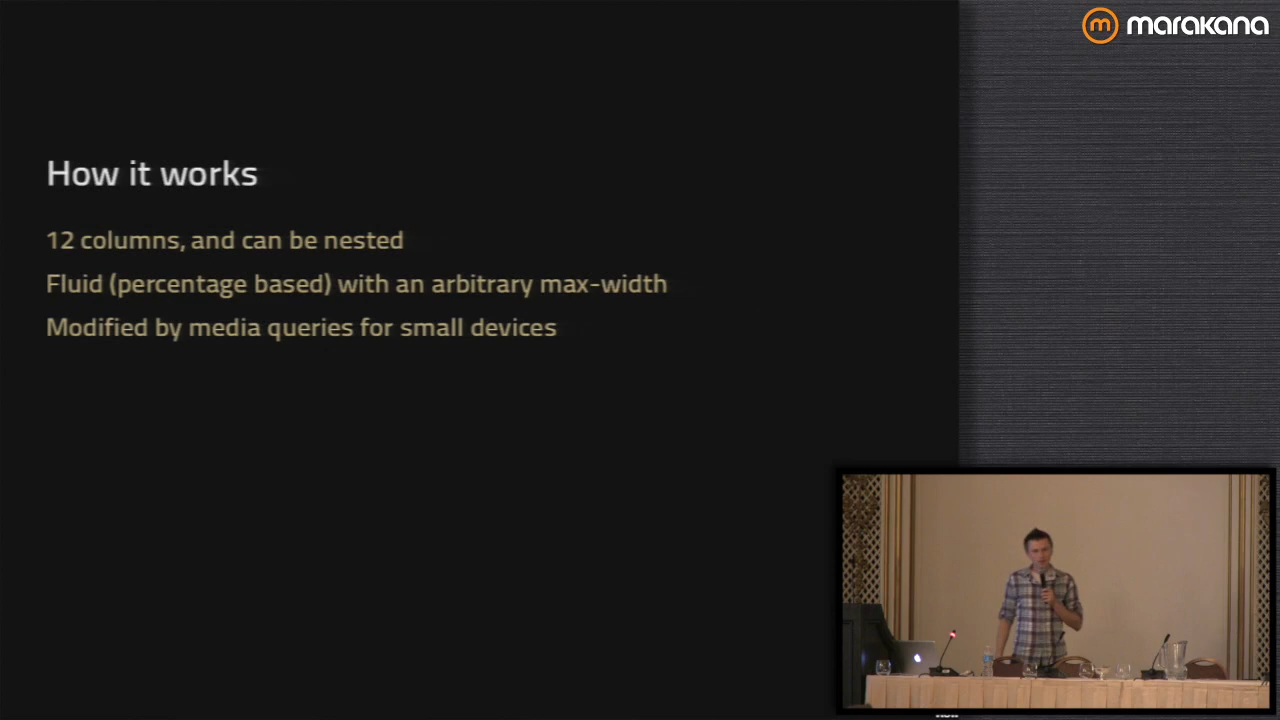 marakana
How it works
12 columns, and can be nested
Fluid (percentage based) with an arbitrary max-width
Modified by media queries for small devices